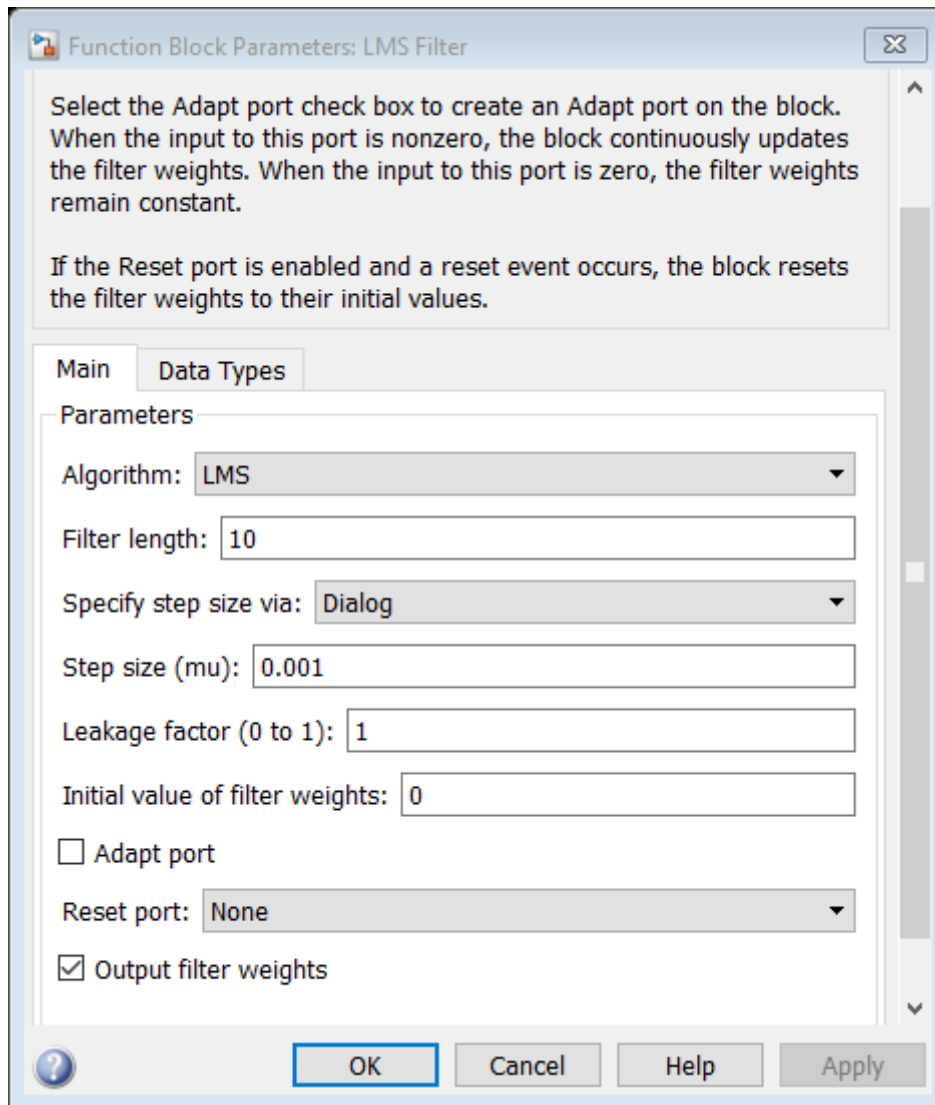 Function Block Parameters: LMS Filter
Select the Adapt port check box to create an Adapt port on the block.
When the input to this port is nonzero, the block continuously updates
the filter weights. When the input to this port is zero, the filter weights
remain constant.
If the Reset port is enabled and a reset event occurs, the block resets
the filter weights to their initial values.
Main Data Types
Parameters
Algorithm: LMS
Filter length: 10
Specify step size via: Dialog
Step size (mu): 0.001
Leakage factor (0 to 1): 1
Initial value of filter weights: 0
Adapt port
Reset port: None
Output filter weights
? OK Cancel Help Apply